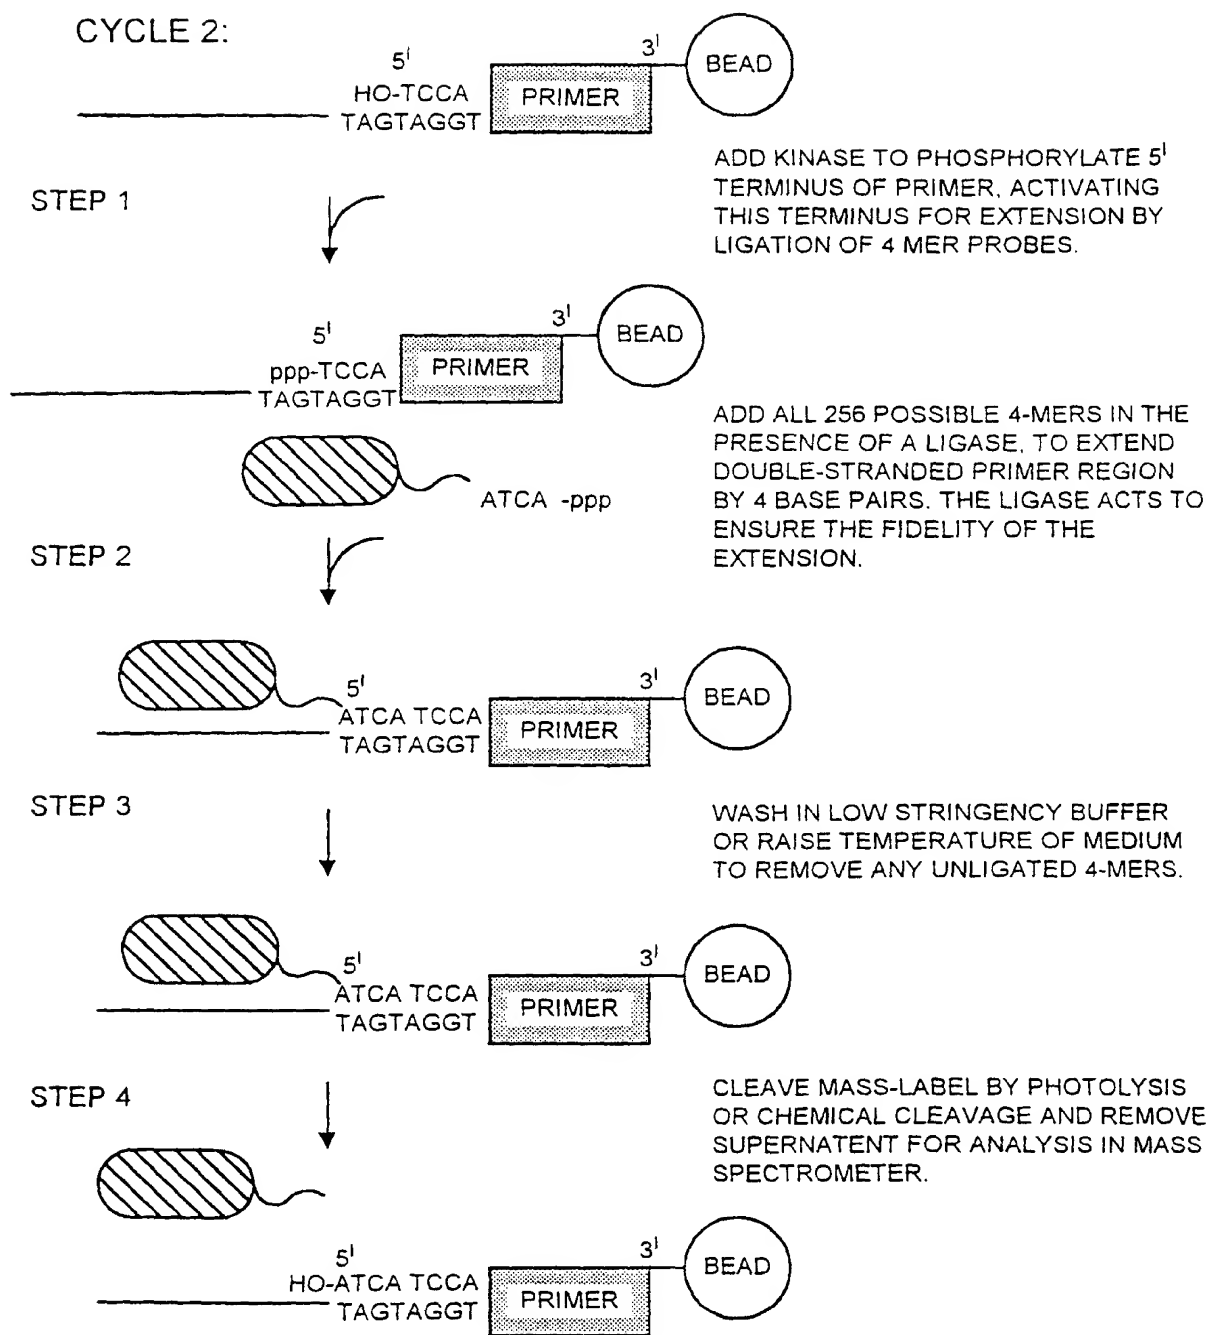 CYCLE 2:
5'
3'
HO-TCCA
TAGTAGGT
PRIMER
BEAD
STEP 1
ADD KINASE TO PHOSPHORYLATE 5'
TERMINUS OF PRIMER, ACTIVATING
THIS TERMINUS FOR EXTENSION BY
LIGATION OF 4 MER PROBES.
5'
3'
ppp-TCCA
TAGTAGGT
PRIMER
BEAD
ATCA -ppp
STEP 2
ADD ALL 256 POSSIBLE 4-MERS IN THE
PRESENCE OF A LIGASE, TO EXTEND
DOUBLE-STRANDED PRIMER REGION
BY 4 BASE PAIRS. THE LIGASE ACTS TO
ENSURE THE FIDELITY OF THE
EXTENSION.
5'
3'
ATCA TCCA
TAGTAGGT
PRIMER
BEAD
STEP 3
WASH IN LOW STRINGENCY BUFFER
OR RAISE TEMPERATURE OF MEDIUM
TO REMOVE ANY UNLIGATED 4-MERS.
5'
3'
ATCA TCCA
TAGTAGGT
PRIMER
BEAD
STEP 4
CLEAVE MASS-LABEL BY PHOTOLYSIS
OR CHEMICAL CLEAVAGE AND REMOVE
SUPERNATENT FOR ANALYSIS IN MASS
SPECTROMETER.
5'
3'
HO-ATCA TCCA
TAGTAGGT
PRIMER
BEAD